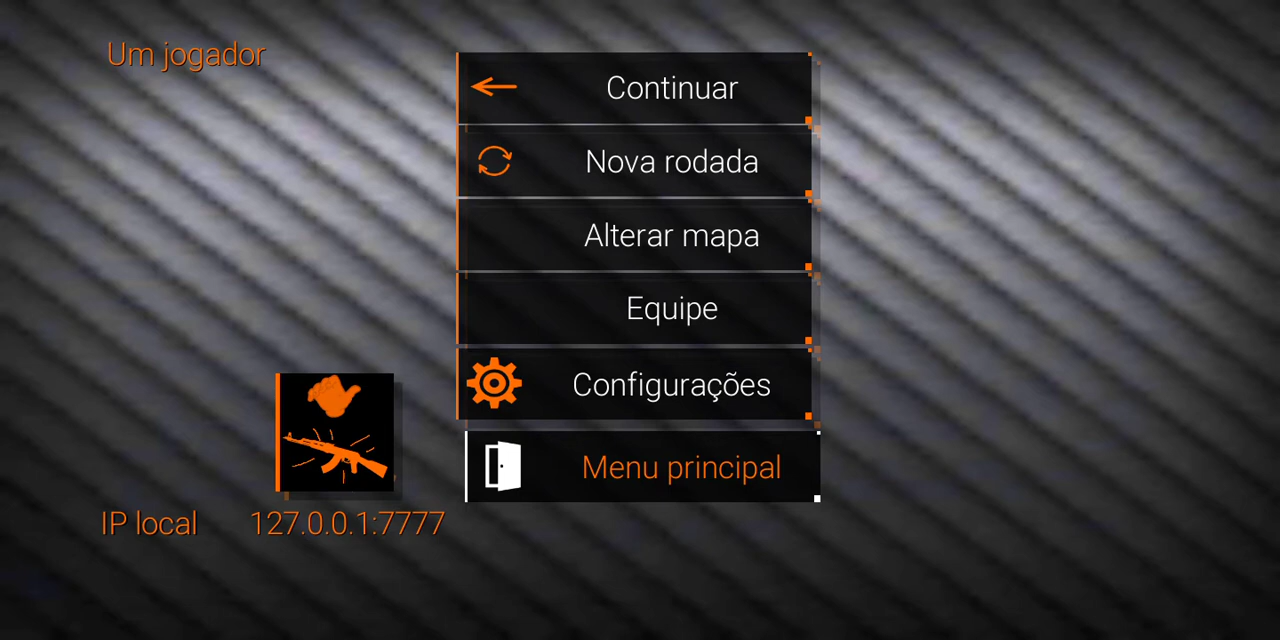 Um jogador
Continuar
Nova rodada
Alterar mapa
Equipe
Configurações
Menu principal
IP local 127.0.0.1:7777